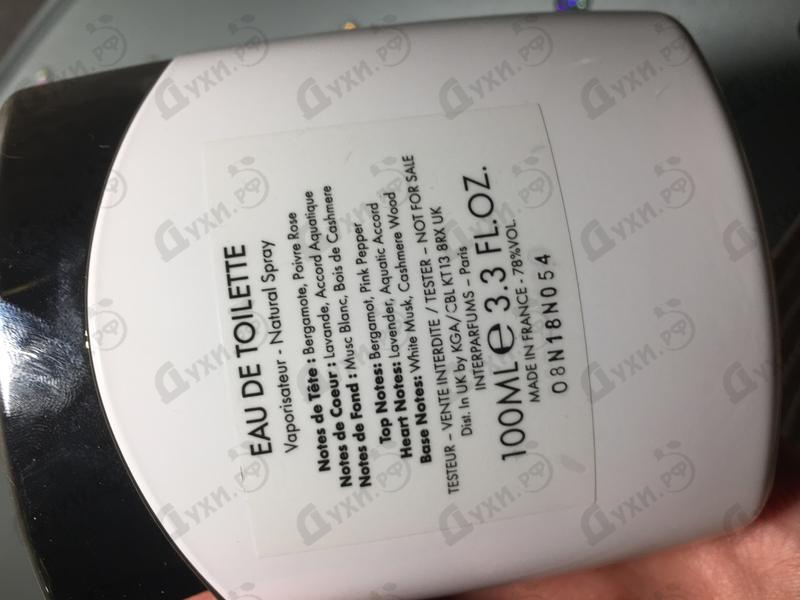 EAU DE TOILETTE
Vaporisateur - Natural Spray
Notes de Tête : Bergamote, Poivre Rose
Notes de Coeur : Lavande, Accord Aquatique
Notes de Fond : Musc Blanc, Bois de Cashmere
Top Notes: Bergamot, Pink Pepper
Heart Notes: Lavender, Aquatic Accord
Base Notes: White Musk, Cashmere Wood
TESTEUR – VENTE INTERDITE / TESTER – NOT FOR SALE
Dist. In UK by KGA/CBL KT13 8RX UK
INTERPARFUMS – Paris
100ML e 3.3 FL.OZ.
MADE IN FRANCE - 78%VOL.
08N18N054
Духи.РФ